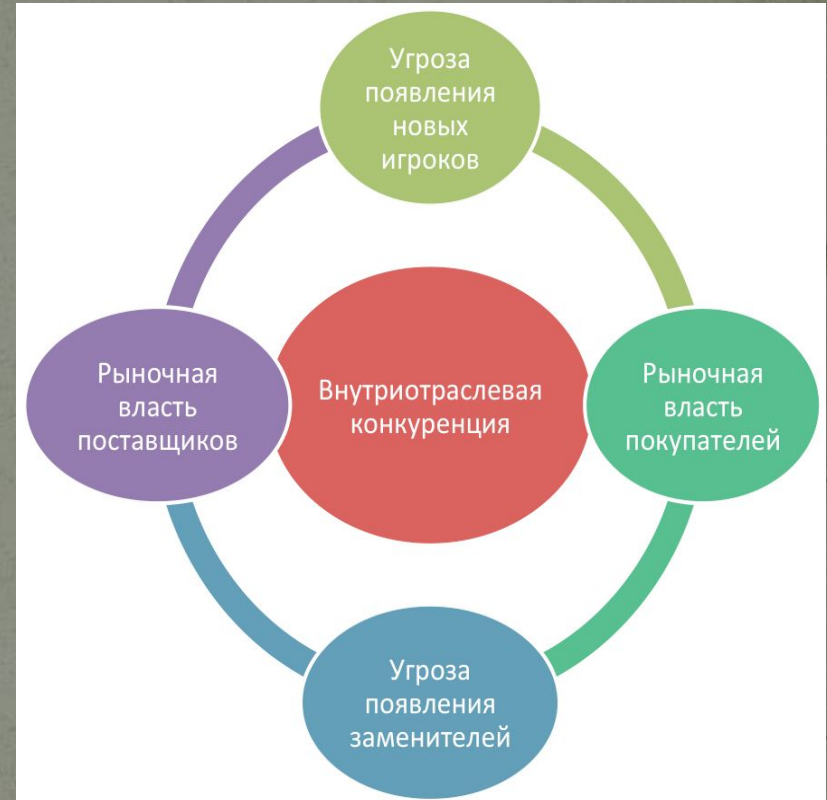 Угроза
появления
новых
игроков
Рыночная
власть
поставщиков
Внутриотраслевая
конкуренция
Рыночная
власть
покупателей
Угроза
появления
заменителей